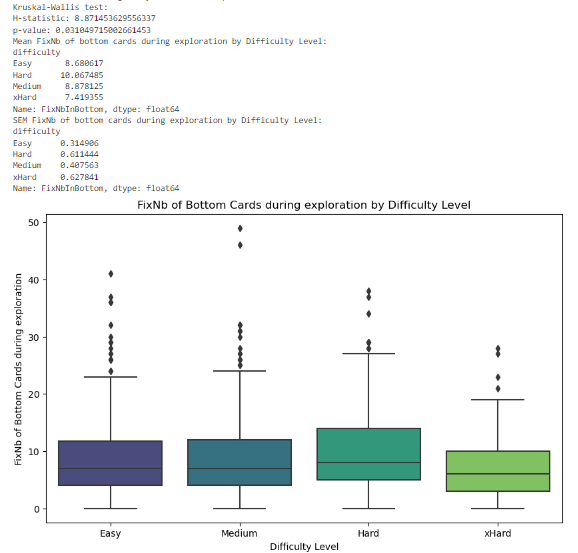 Kruskal-Wallis test:
H-statistic: 8.871453629556337
p-value: 0.031049715002661453
Mean FixNb of bottom cards during exploration by Difficulty Level:
difficulty
Easy 8.680617
Hard 10.067485
Medium 8.878125
xHard 7.419355
Name: FixNbInBottom, dtype: float64
SEM FixNb of bottom cards during exploration by Difficulty Level:
difficulty
Easy 0.314906
Hard 0.611444
Medium 0.407563
xHard 0.627841
Name: FixNbInBottom, dtype: float64
FixNb of Bottom Cards during exploration by Difficulty Level
FixNb of Bottom Cards during exploration
50
40
30
20
10
0
Easy Medium Hard xHard
Difficulty Level